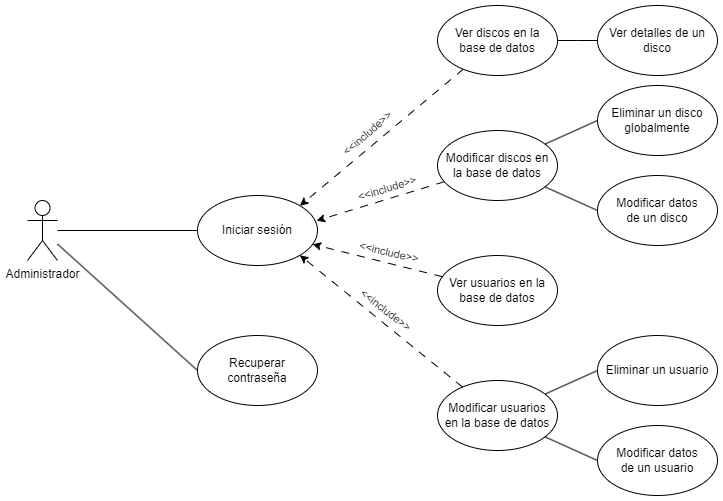 Ver discos en la
base de datos
Ver detalles de un
disco
<<include>>
Eliminar un disco
globalmente
Modificar discos en
la base de datos
<<include>>
Modificar datos
de un disco
Iniciar sesión
Administrador
<<include>>
Ver usuarios en la
base de datos
<<include>>
Recuperar
contraseña
Eliminar un usuario
Modificar usuarios
en la base de datos
Modificar datos
de un usuario